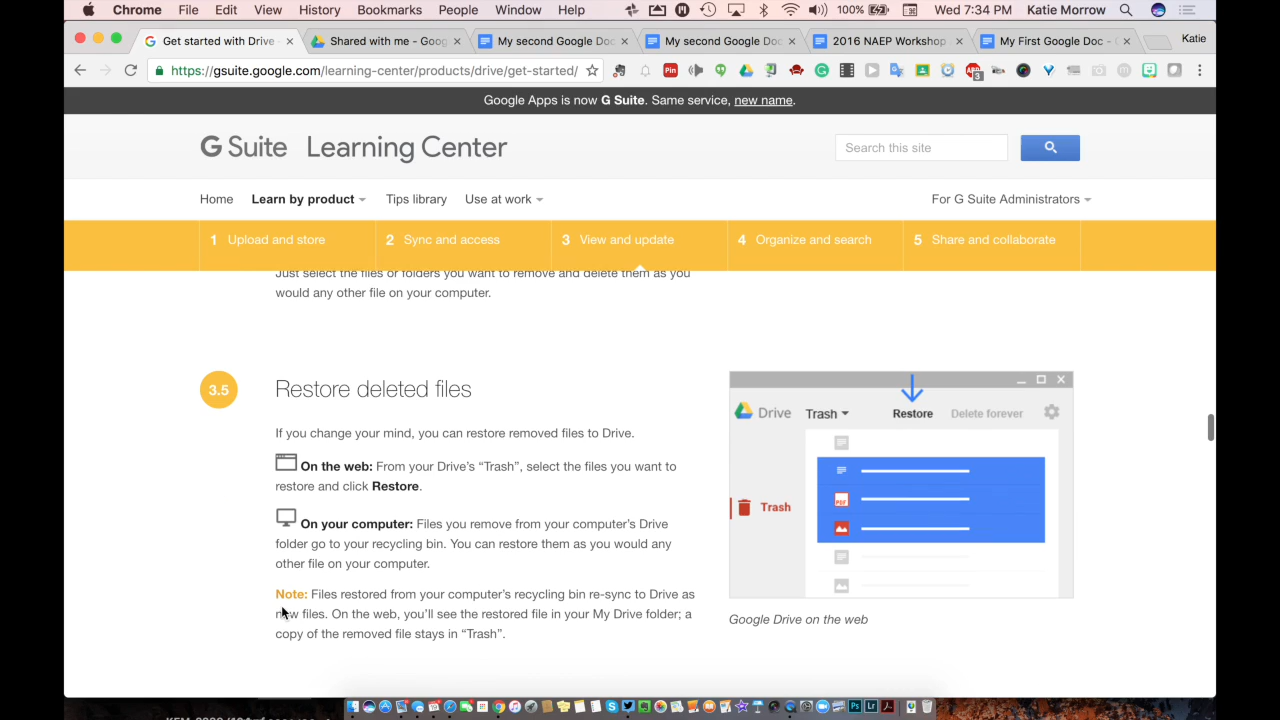 Chrome File Edit View History Bookmarks People Window Help 100% Wed 7:34 PM Katie Morrow
Get started with Drive × Shared with me - Goog × My second Google Doc × My second Google Doc × 2016 NAEP Workshop × My First Google Doc - × Katie
https://gsuite.google.com/learning-center/products/drive/get-started/
Google Apps is now G Suite. Same service, new name.
G Suite Learning Center
Search this site
Home Learn by product Tips library Use at work For G Suite Administrators
1 Upload and store 2 Sync and access 3 View and update 4 Organize and search 5 Share and collaborate
Just select the files or folders you want to remove and delete them as you
would any other file on your computer.
3.5 Restore deleted files
If you change your mind, you can restore removed files to Drive.
On the web: From your Drive's “Trash”, select the files you want to
restore and click Restore.
On your computer: Files you remove from your computer's Drive
folder go to your recycling bin. You can restore them as you would any
other file on your computer.
Note: Files restored from your computer's recycling bin re-sync to Drive as
new files. On the web, you'll see the restored file in your My Drive folder; a
copy of the removed file stays in “Trash”.
Drive Trash Restore Delete forever
PDF
Trash
Google Drive on the web